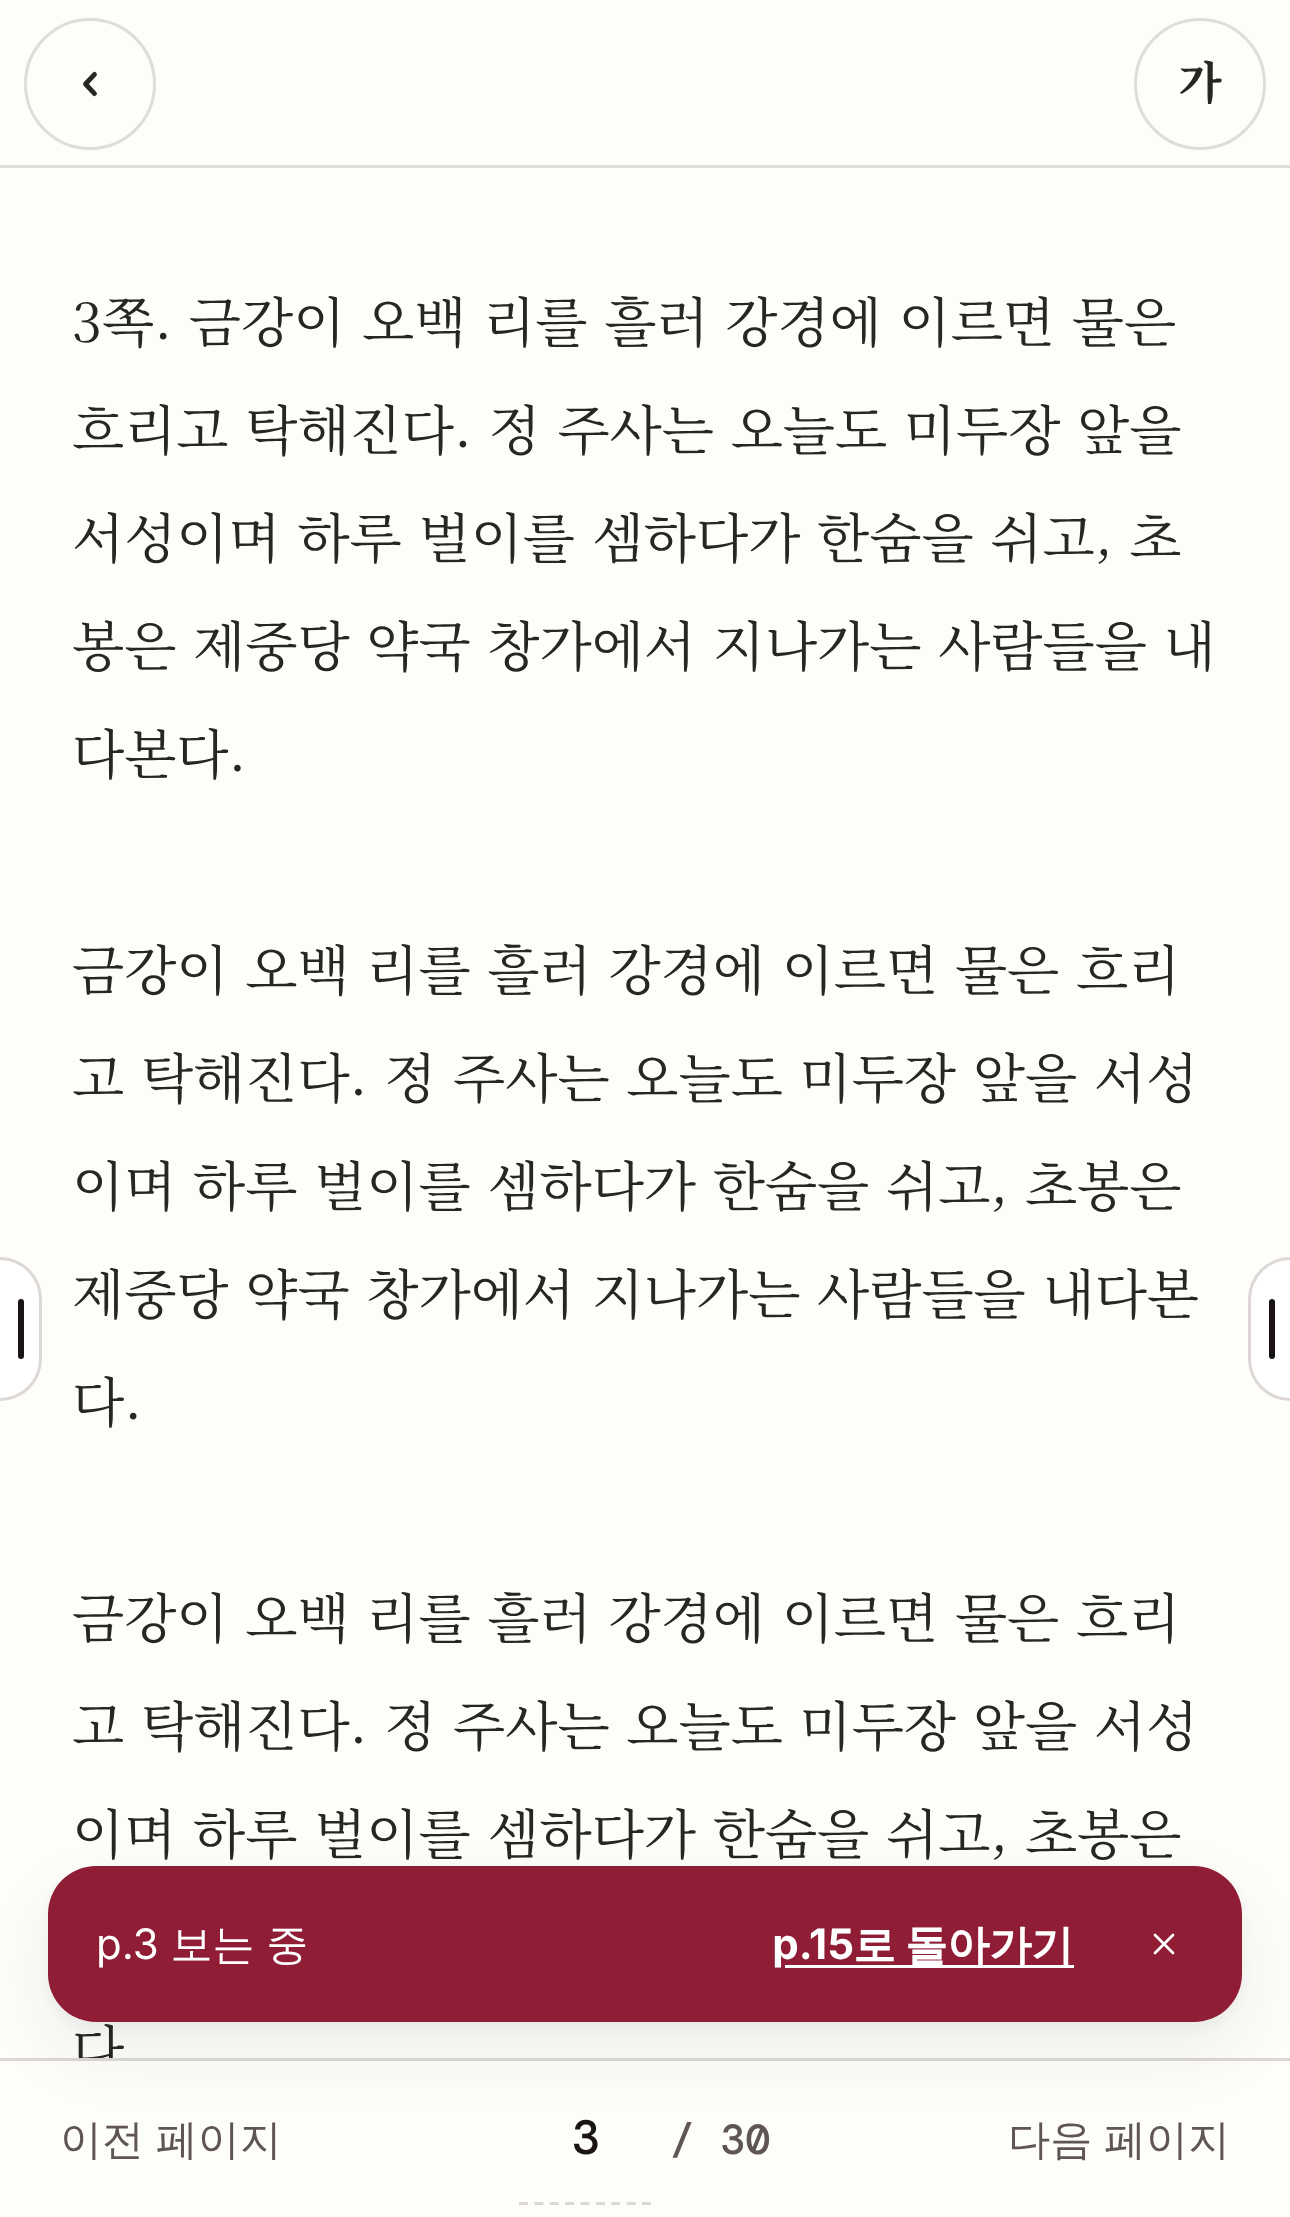 가
3쪽. 금강이 오백 리를 흘러 강경에 이르면 물은
흐리고 탁해진다. 정 주사는 오늘도 미두장 앞을
서성이며 하루 벌이를 셈하다가 한숨을 쉬고, 초
봉은 제중당 약국 창가에서 지나가는 사람들을 내
다본다.
금강이 오백 리를 흘러 강경에 이르면 물은 흐리
고 탁해진다. 정 주사는 오늘도 미두장 앞을 서성
이며 하루 벌이를 셈하다가 한숨을 쉬고, 초봉은
제중당 약국 창가에서 지나가는 사람들을 내다본
다.
금강이 오백 리를 흘러 강경에 이르면 물은 흐리
고 탁해진다. 정 주사는 오늘도 미두장 앞을 서성
이며 하루 벌이를 셈하다가 한숨을 쉬고, 초봉은
p.3 보는 중 p.15로 돌아가기
이전 페이지 3 / 30 다음 페이지